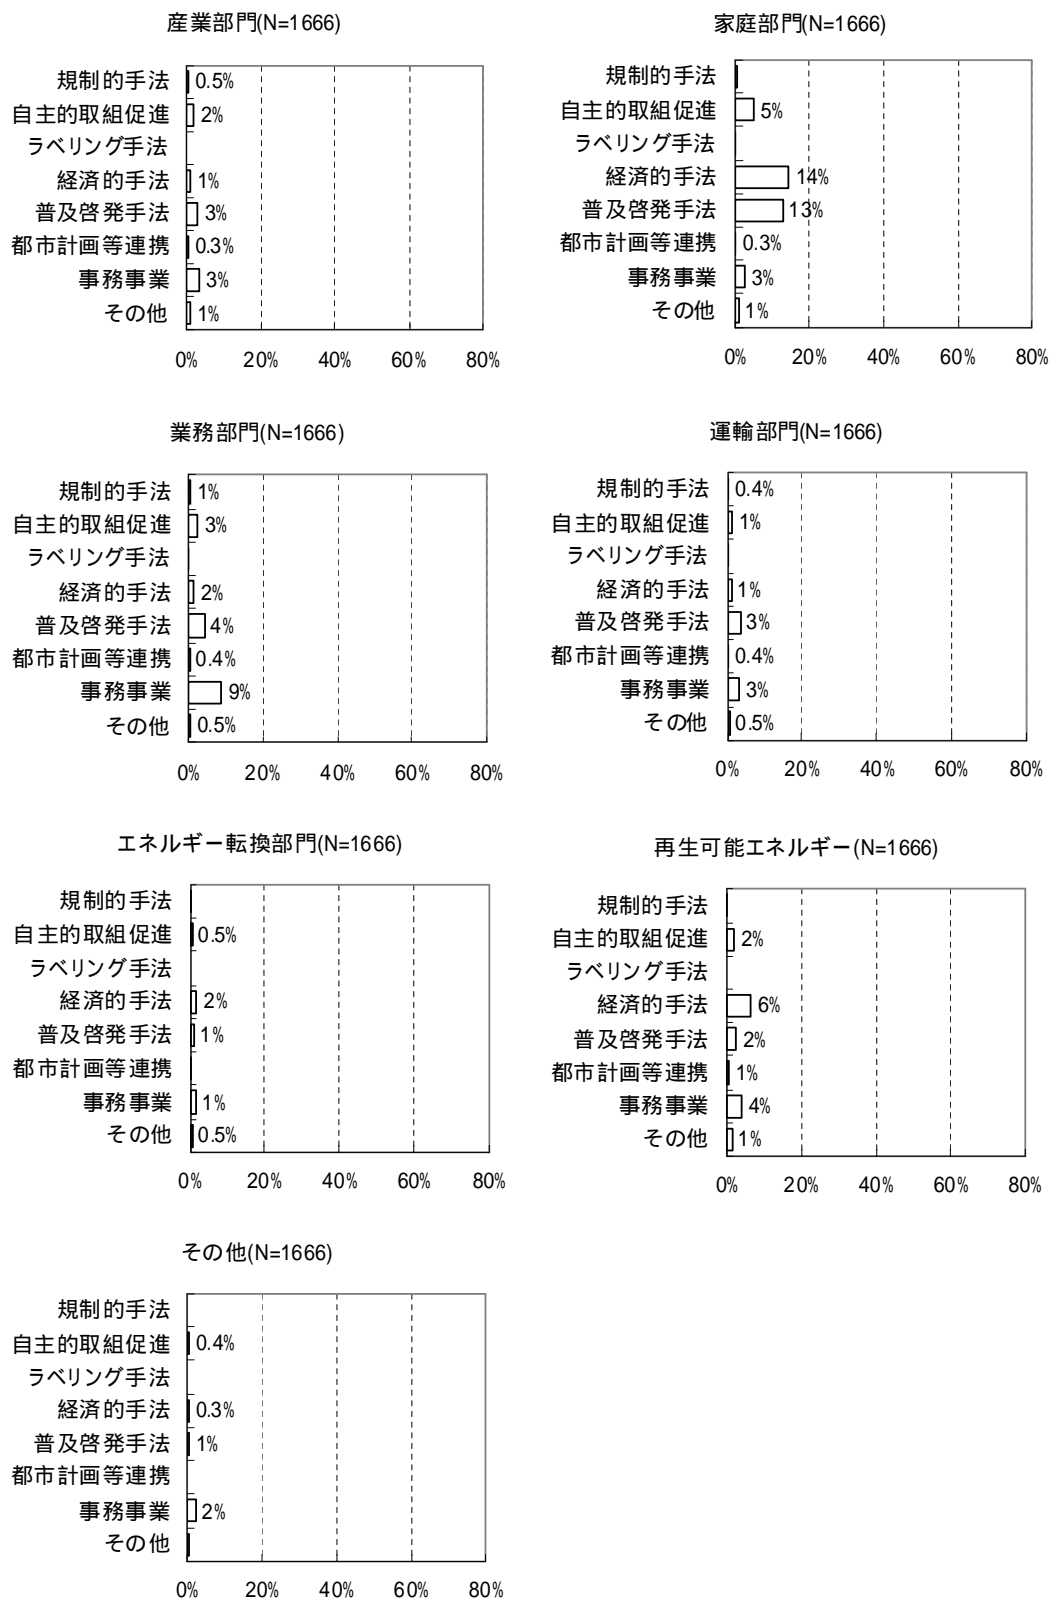 産業部門(N=1666)
規制的手法 0.5%
自主的取組促進 2%
ラベリング手法
経済的手法 1%
普及啓発手法 3%
都市計画等連携 0.3%
事務事業 3%
その他 1%
0% 20% 40% 60% 80%
家庭部門(N=1666)
規制的手法
自主的取組促進 5%
ラベリング手法
経済的手法 14%
普及啓発手法 13%
都市計画等連携 0.3%
事務事業 3%
その他 1%
0% 20% 40% 60% 80%
業務部門(N=1666)
規制的手法 1%
自主的取組促進 3%
ラベリング手法
経済的手法 2%
普及啓発手法 4%
都市計画等連携 0.4%
事務事業 9%
その他 0.5%
0% 20% 40% 60% 80%
運輸部門(N=1666)
規制的手法 0.4%
自主的取組促進 1%
ラベリング手法
経済的手法 1%
普及啓発手法 3%
都市計画等連携 0.4%
事務事業 3%
その他 0.5%
0% 20% 40% 60% 80%
エネルギー転換部門(N=1666)
規制的手法
自主的取組促進 0.5%
ラベリング手法
経済的手法 2%
普及啓発手法 1%
都市計画等連携
事務事業 1%
その他 0.5%
0% 20% 40% 60% 80%
再生可能エネルギー(N=1666)
規制的手法
自主的取組促進 2%
ラベリング手法
経済的手法 6%
普及啓発手法 2%
都市計画等連携 1%
事務事業 4%
その他 1%
0% 20% 40% 60% 80%
その他(N=1666)
規制的手法
自主的取組促進 0.4%
ラベリング手法
経済的手法 0.3%
普及啓発手法 1%
都市計画等連携
事務事業 2%
その他
0% 20% 40% 60% 80%